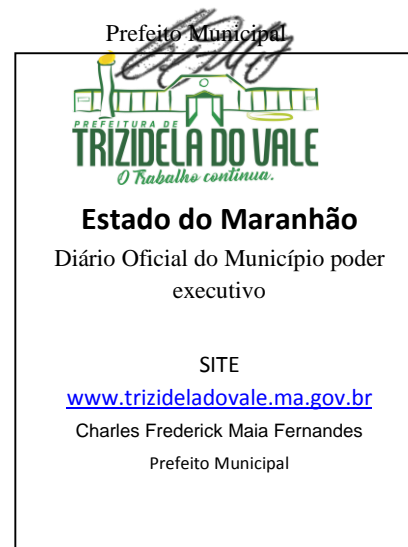 Prefeito Municipal
PREFEITURA DE
TRIZIDELA DO VALE
O Trabalho continua.
Estado do Maranhão
Diário Oficial do Município poder
executivo
SITE
www.trizideladovale.ma.gov.br
Charles Frederick Maia Fernandes
Prefeito Municipal